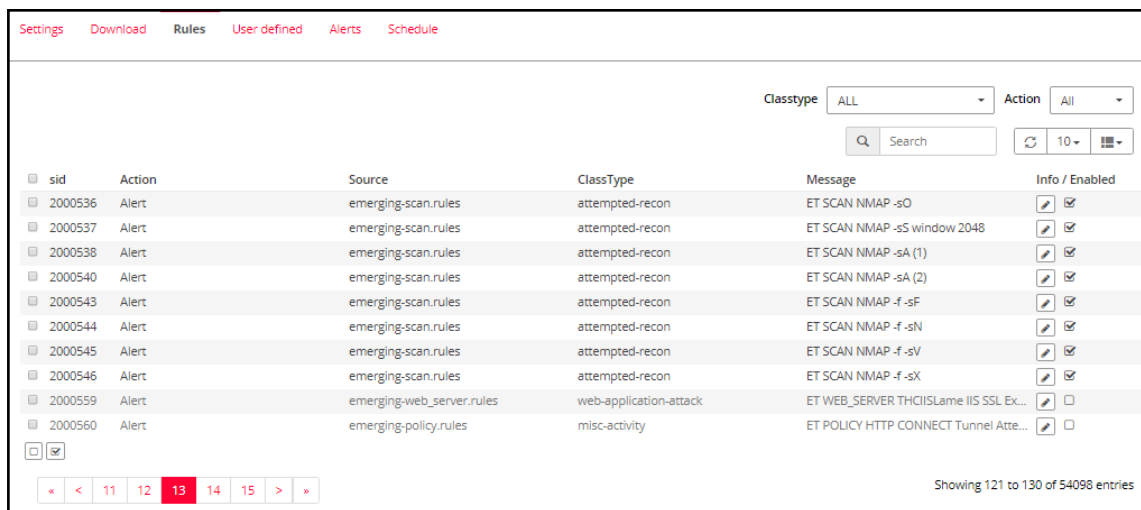 Settings Download Rules User defined Alerts Schedule
Classtype ALL Action All
Search 10
sid Action Source ClassType Message Info / Enabled
2000536 Alert emerging-scan.rules attempted-recon ET SCAN NMAP -sO
2000537 Alert emerging-scan.rules attempted-recon ET SCAN NMAP -sS window 2048
2000538 Alert emerging-scan.rules attempted-recon ET SCAN NMAP -sA (1)
2000540 Alert emerging-scan.rules attempted-recon ET SCAN NMAP -sA (2)
2000543 Alert emerging-scan.rules attempted-recon ET SCAN NMAP -f -sF
2000544 Alert emerging-scan.rules attempted-recon ET SCAN NMAP -f -sN
2000545 Alert emerging-scan.rules attempted-recon ET SCAN NMAP -f -sV
2000546 Alert emerging-scan.rules attempted-recon ET SCAN NMAP -f -sX
2000559 Alert emerging-web_server.rules web-application-attack ET WEB_SERVER THCIISLame IIS SSL Ex...
2000560 Alert emerging-policy.rules misc-activity ET POLICY HTTP CONNECT Tunnel Atte...
« < 11 12 13 14 15 > » Showing 121 to 130 of 54098 entries